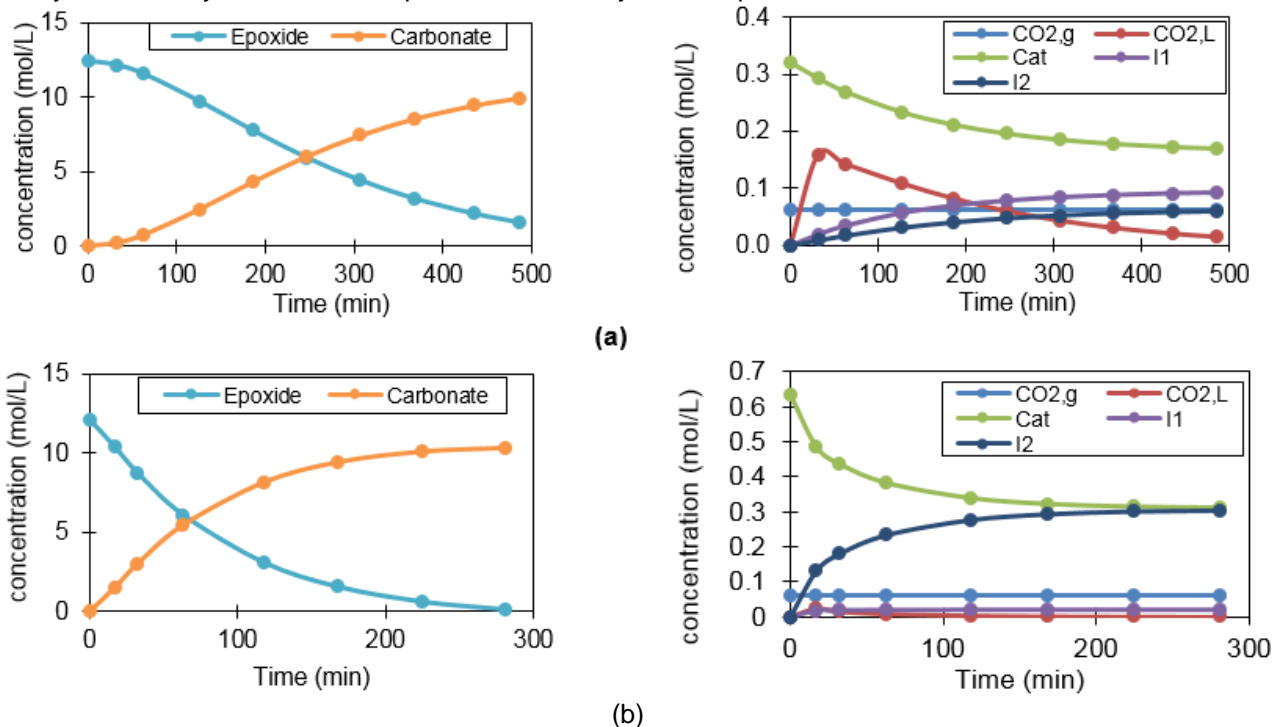 15
Epoxide Carbonate
10
5
0
0 100 200 300 400 500
Time (min)
concentration (mol/L)
0.4
CO2,g CO2,L
Cat I1
I2
0.3
0.2
0.1
0.0
0 100 200 300 400 500
Time (min)
concentration (mol/L)
(a)
15
Epoxide Carbonate
10
5
0
0 100 200 300
Time (min)
concentration (mol/L)
0.7
CO2,g CO2,L
Cat I1
I2
0.6
0.5
0.4
0.3
0.2
0.1
0
0 100 200 300
Time (min)
concentration (mol/L)
(b)